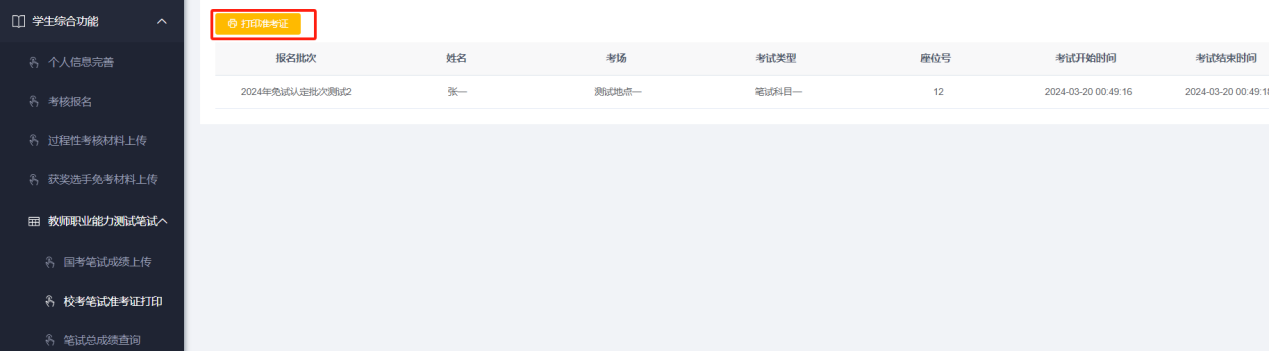 学生综合功能
个人信息完善
考核报名
过程性考核材料上传
获奖选手免考材料上传
教师职业能力测试笔试
国考笔试成绩上传
校考笔试准考证打印
笔试总成绩查询
打印准考证
报名批次 姓名 考场 考试类型 座位号 考试开始时间 考试结束时间
2024年免试认定批次测试2 张一 测试地点一 笔试科目一 12 2024-03-20 00:49:16 2024-03-20 00:49:18